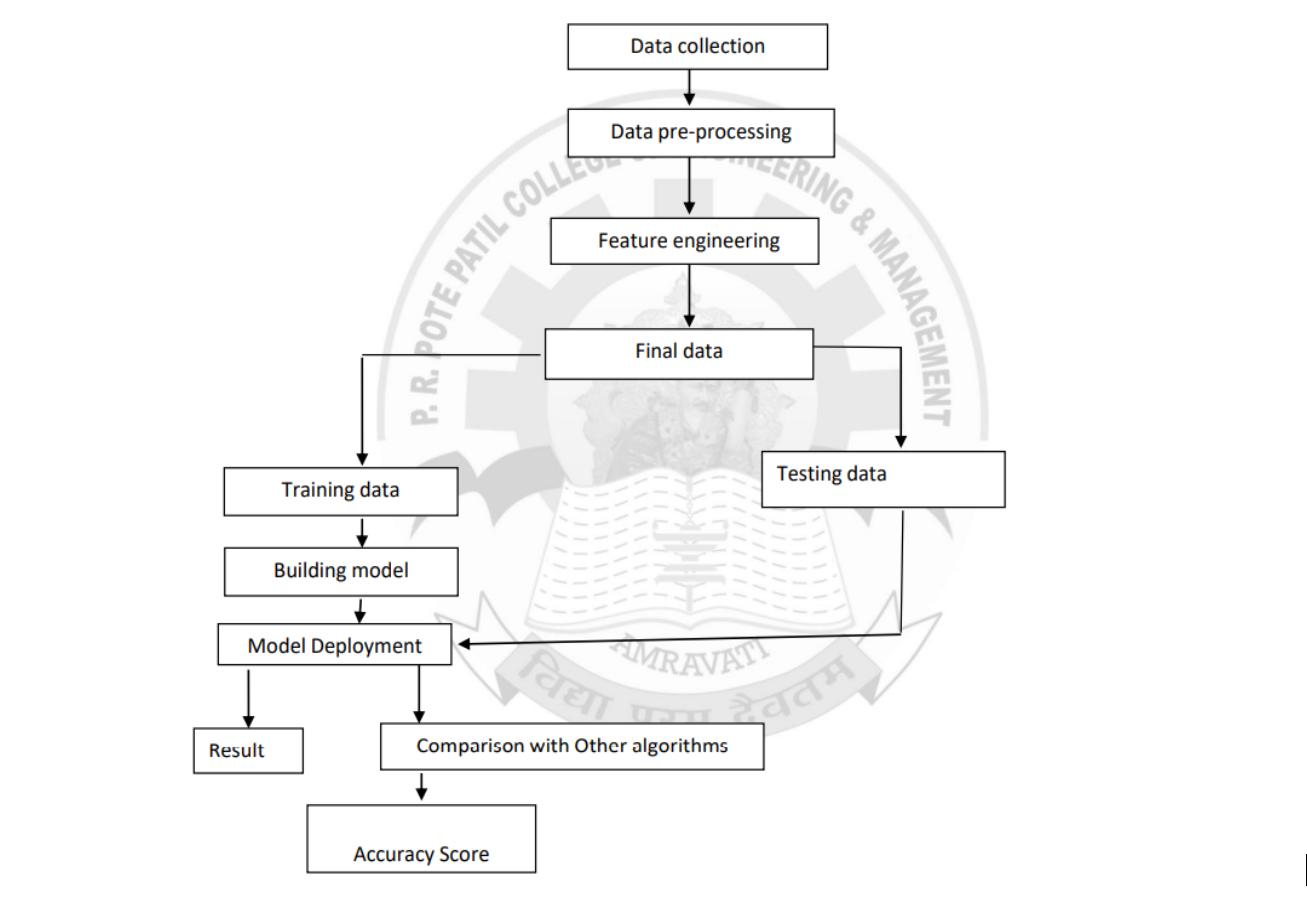 Data collection
Data pre-processing
P. R. POTE PATIL COLLEGE ENGINEERING & MANAGEMENT
Feature engineering
Final data
Training data
Testing data
Building model
Model Deployment
AMRAVATI
विद्या परम दैवतम
Result
Comparison with Other algorithms
Accuracy Score